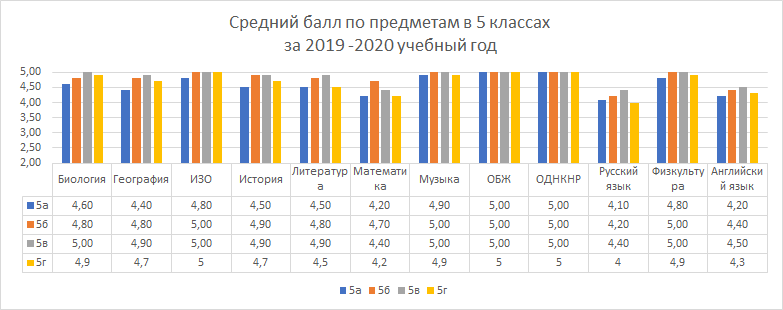 Средний балл по предметам в 5 классах
за 2019 -2020 учебный год
5,00
4,50
4,00
3,50
3,00
2,50
2,00
Биология География ИЗО История Литератур Математи Музыка ОБЖ ОДНКНР Русский Физкульту Английски
а ка язык ра й язык
5а 4,60 4,40 4,80 4,50 4,50 4,20 4,90 5,00 5,00 4,10 4,80 4,20
5б 4,80 4,80 5,00 4,90 4,80 4,70 5,00 5,00 5,00 4,20 5,00 4,40
5в 5,00 4,90 5,00 4,90 4,90 4,40 5,00 5,00 5,00 4,40 5,00 4,50
5г 4,9 4,7 5 4,7 4,5 4,2 4,9 5 5 4 4,9 4,3
5а 5б 5в 5г